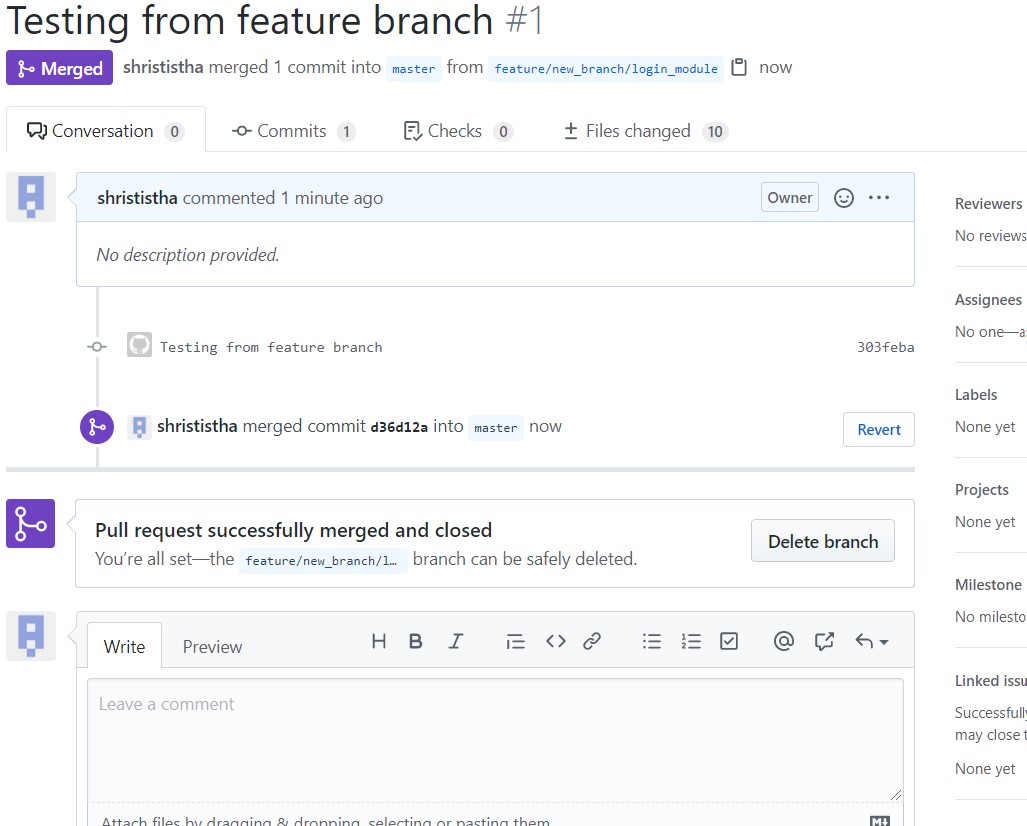 Testing from feature branch #1
Merged shrististha merged 1 commit into master from feature/new_branch/login_module now
Conversation 0 Commits 1 Checks 0 Files changed 10
shrististha commented 1 minute ago Owner
No description provided.
Testing from feature branch 303feba
shrististha merged commit d36d12a into master now Revert
Pull request successfully merged and closed
You're all set—the feature/new_branch/l… branch can be safely deleted.
Delete branch
Write Preview
Leave a comment
Attach files by dragging & dropping, selecting or pasting them.
Reviewers
No reviews
Assignees
No one—as
Labels
None yet
Projects
None yet
Milestone
No milesto
Linked issu
Successfully
may close t
None yet